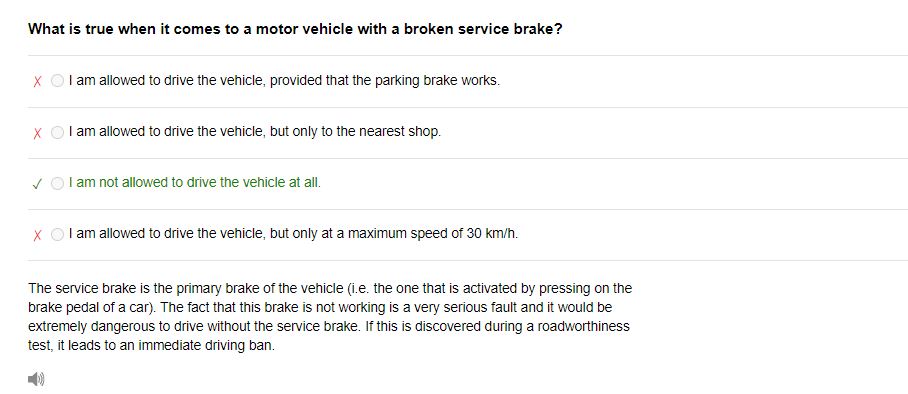 What is true when it comes to a motor vehicle with a broken service brake?
I am allowed to drive the vehicle, provided that the parking brake works.
I am allowed to drive the vehicle, but only to the nearest shop.
I am not allowed to drive the vehicle at all.
I am allowed to drive the vehicle, but only at a maximum speed of 30 km/h.
The service brake is the primary brake of the vehicle (i.e. the one that is activated by pressing on the
brake pedal of a car). The fact that this brake is not working is a very serious fault and it would be
extremely dangerous to drive without the service brake. If this is discovered during a roadworthiness
test, it leads to an immediate driving ban.